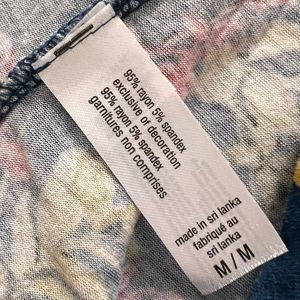 95% rayon 5% spandex
exclusive of decoration
95% rayon 5% spandex
garnitures non comprises
made in sri lanka
fabriqué au
sri lanka
M / M